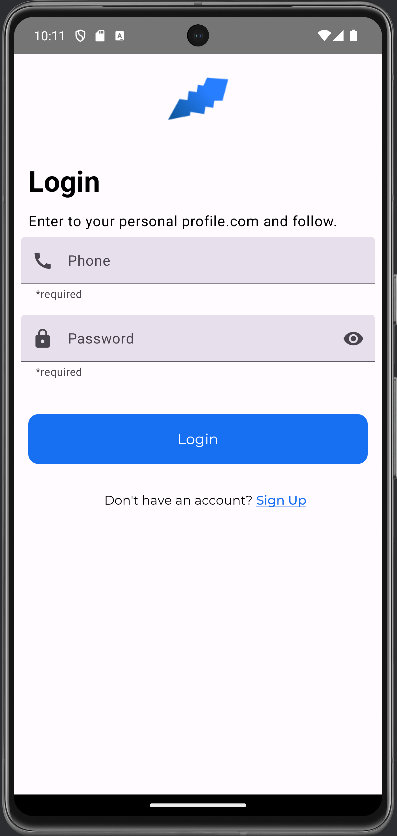 10:11
A
Login
Enter to your personal profile.com and follow.
Phone
*required
Password
*required
Login
Don't have an account? Sign Up